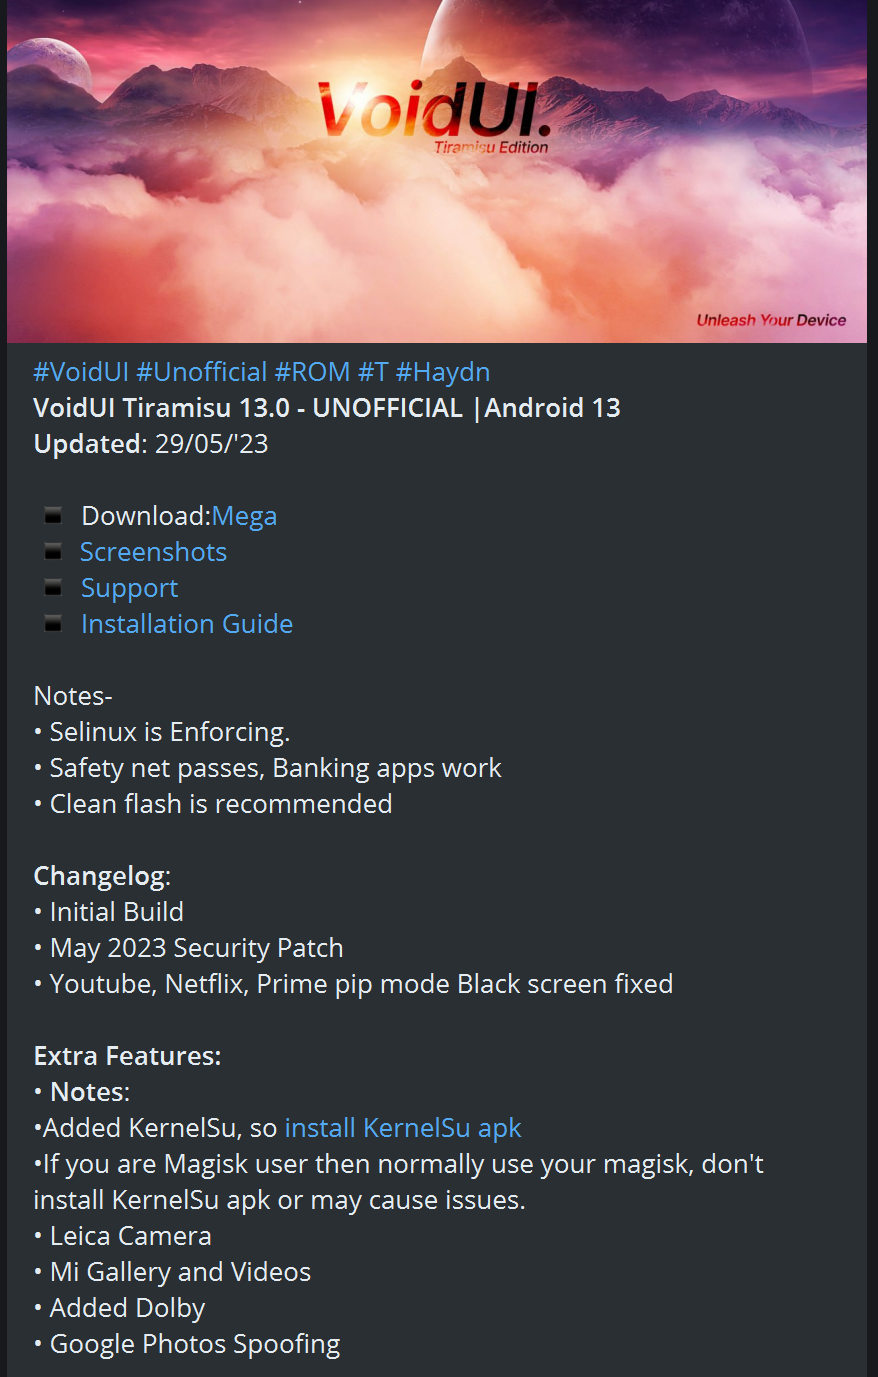 VoidUI.
Tiramisu Edition
Unleash Your Device
#VoidUI #Unofficial #ROM #T #Haydn
VoidUI Tiramisu 13.0 - UNOFFICIAL |Android 13
Updated: 29/05/'23
Download:Mega
Screenshots
Support
Installation Guide
Notes-
• Selinux is Enforcing.
• Safety net passes, Banking apps work
• Clean flash is recommended
Changelog:
• Initial Build
• May 2023 Security Patch
• Youtube, Netflix, Prime pip mode Black screen fixed
Extra Features:
• Notes:
•Added KernelSu, so install KernelSu apk
•If you are Magisk user then normally use your magisk, don't
install KernelSu apk or may cause issues.
• Leica Camera
• Mi Gallery and Videos
• Added Dolby
• Google Photos Spoofing